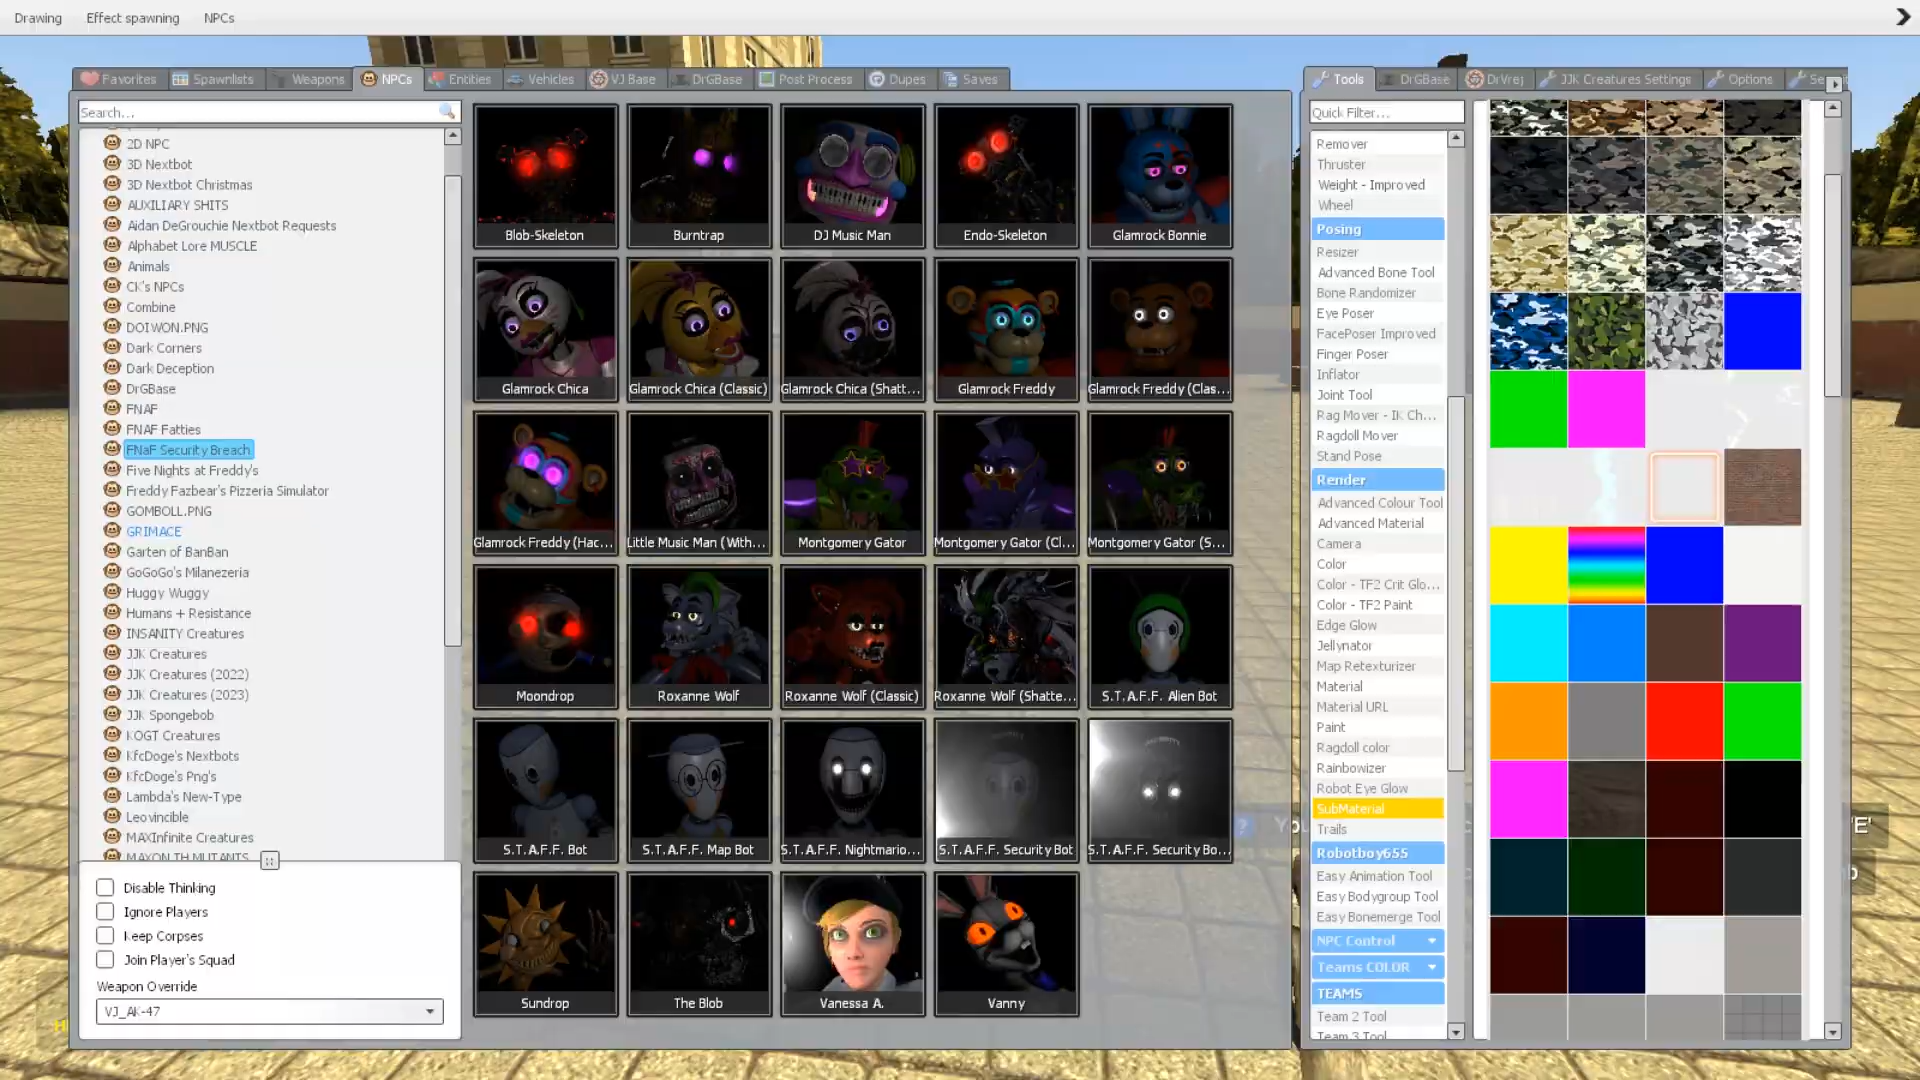 Drawing Effect spawning NPCs
Favorites Spawnlists Weapons NPCs Entities Vehicles VJ Base DrGBase Post Process Dupes Saves
Search...
2D NPC
3D Nextbot
3D Nextbot Christmas
AUXILIARY SHITS
Aidan DeGrouchie Nextbot Requests
Alphabet Lore MUSCLE
Animals
CK's NPCs
Combine
DOIWON.PNG
Dark Corners
Dark Deception
DrGBase
FNAF
FNAF Fatties
FNaF Security Breach
Five Nights at Freddy's
Freddy Fazbear's Pizzeria Simulator
GOMBOLL.PNG
GRIMACE
Garten of BanBan
GoGoGo's Milanezeria
Huggy Wuggy
Humans + Resistance
INSANITY Creatures
JJK Creatures
JJK Creatures (2022)
JJK Creatures (2023)
JJK Spongebob
KOGT Creatures
KfcDoge's Nextbots
KfcDoge's Png's
Lambda's New-Type
Leovincible
MAXInfinite Creatures
MAXON TH MUTANTS
Disable Thinking
Ignore Players
Keep Corpses
Join Player's Squad
Weapon Override
VJ_AK-47
Blob-Skeleton Burntrap DJ Music Man Endo-Skeleton Glamrock Bonnie
Glamrock Chica Glamrock Chica (Classic) Glamrock Chica (Shatt... Glamrock Freddy Glamrock Freddy (Clas...
Glamrock Freddy (Hac... Little Music Man (With... Montgomery Gator Montgomery Gator (Cl... Montgomery Gator (S...
Moondrop Roxanne Wolf Roxanne Wolf (Classic) Roxanne Wolf (Shatte... S.T.A.F.F. Alien Bot
S.T.A.F.F. Bot S.T.A.F.F. Map Bot S.T.A.F.F. Nightmario... S.T.A.F.F. Security Bot S.T.A.F.F. Security Bo...
Sundrop The Blob Vanessa A. Vanny
Tools DrGBase DrVrej JJK Creatures Settings Options Se
Quick Filter...
Remover
Thruster
Weight - Improved
Wheel
Posing
Resizer
Advanced Bone Tool
Bone Randomizer
Eye Poser
FacePoser Improved
Finger Poser
Inflator
Joint Tool
Rag Mover - IK Ch...
Ragdoll Mover
Stand Pose
Render
Advanced Colour Tool
Advanced Material
Camera
Color
Color - TF2 Crit Glo...
Color - TF2 Paint
Edge Glow
Jellynator
Map Retexturizer
Material
Material URL
Paint
Ragdoll color
Rainbowizer
Robot Eye Glow
SubMaterial
Trails
Robotboy655
Easy Animation Tool
Easy Bodygroup Tool
Easy Bonemerge Tool
NPC Control
Teams COLOR
TEAMS
Team 2 Tool
Team 3 Tool
'E'